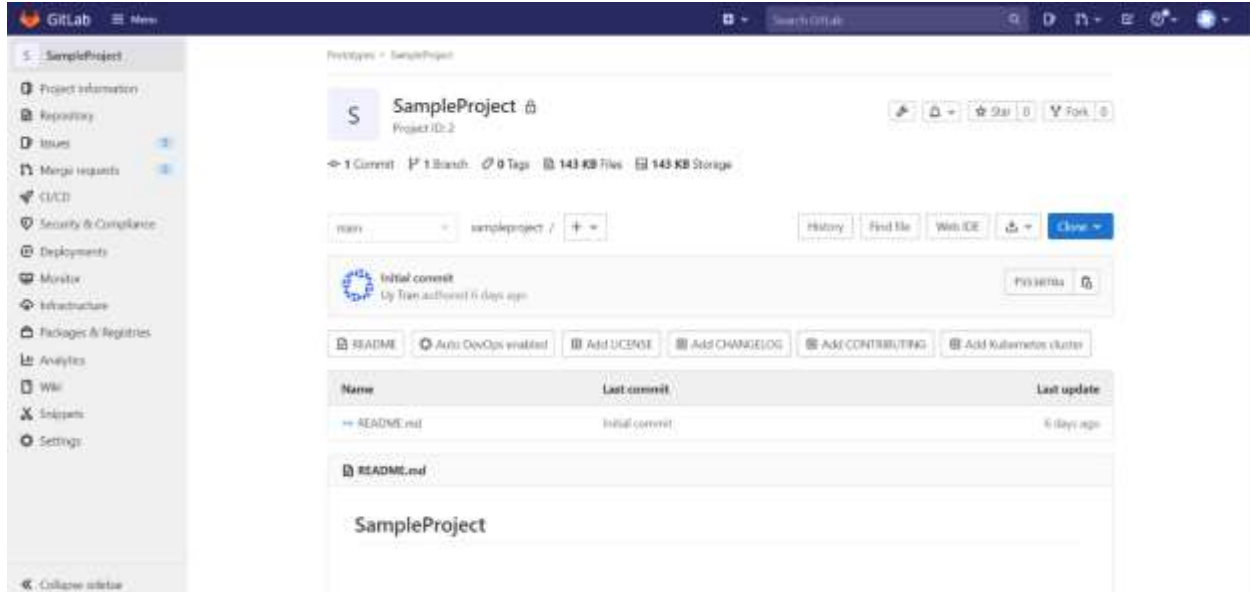 GitLab Menu Search GitLab
S SampleProject
Prototypes > SampleProject
Project information
Repository
Issues
Merge requests
CI/CD
Security & Compliance
Deployments
Monitor
Infrastructure
Packages & Registries
Analytics
Wiki
Snippets
Settings
Collapse sidebar
S
SampleProject
Project ID: 2
Star 0 Fork 0
1 Commit 1 Branch 0 Tags 143 KB Files 143 KB Storage
main sampleproject / + History Find file Web IDE Clone
Initial commit
Uy Tran authored 6 days ago
README Auto DevOps enabled Add LICENSE Add CHANGELOG Add CONTRIBUTING Add Kubernetes cluster
Name Last commit Last update
README.md Initial commit 6 days ago
README.md
SampleProject